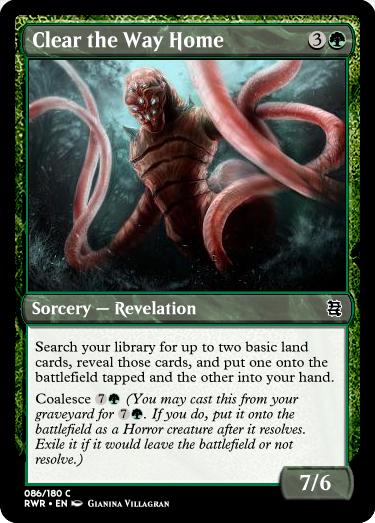 Clear the Way Home 3
Sorcery — Revelation
Search your library for up to two basic land
cards, reveal those cards, and put one onto the
battlefield tapped and the other into your hand.
Coalesce 7 (You may cast this from your
graveyard for 7. If you do, put it onto the
battlefield as a Horror creature after it resolves.
Exile it if it would leave the battlefield or not
resolve.)
7/6
086/180 C
RWR • EN Gianina Villagran